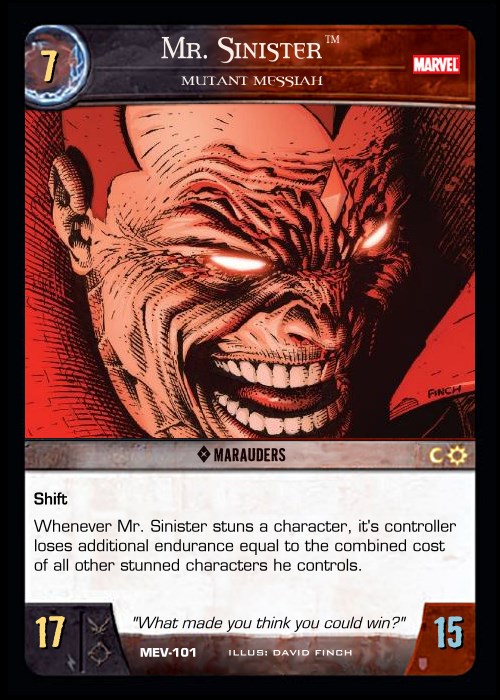 7
Mr. Sinister™
Mutant Messiah
MARVEL
FINCH
MARAUDERS
Shift
Whenever Mr. Sinister stuns a character, it's controller
loses additional endurance equal to the combined cost
of all other stunned characters he controls.
17
"What made you think you could win?"
15
MEV-101 ILLUS: DAVID FINCH